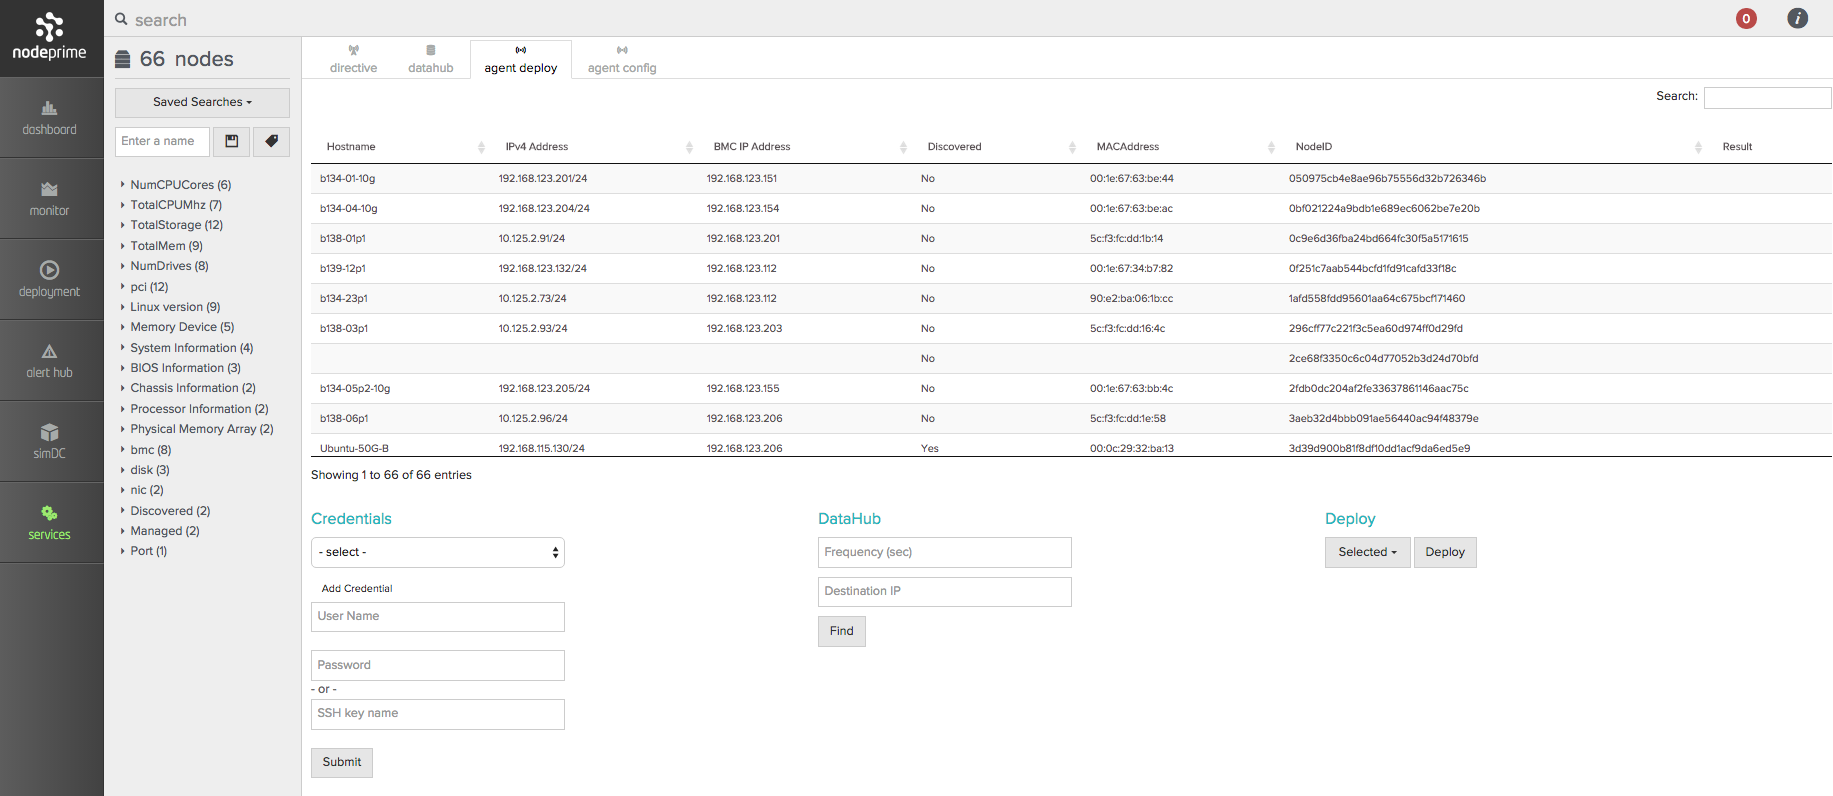 nodeprime
search
0
i
dashboard
monitor
deployment
alert hub
simDC
services
66 nodes
Saved Searches
Enter a name
NumCPUCores (6)
TotalCPUMhz (7)
TotalStorage (12)
TotalMem (9)
NumDrives (8)
pci (12)
Linux version (9)
Memory Device (5)
System Information (4)
BIOS Information (3)
Chassis Information (2)
Processor Information (2)
Physical Memory Array (2)
bmc (8)
disk (3)
nic (2)
Discovered (2)
Managed (2)
Port (1)
directive datahub agent deploy agent config
Search:
Hostname IPv4 Address BMC IP Address Discovered MACAddress NodeID Result
b134-01-10g 192.168.123.201/24 192.168.123.151 No 00:1e:67:63:be:44 050975cb4e8ae96b75556d32b726346b
b134-04-10g 192.168.123.204/24 192.168.123.154 No 00:1e:67:63:be:ac 0bf021224a9bdb1e689ec6062be7e20b
b138-01p1 10.125.2.91/24 192.168.123.201 No 5c:f3:fc:dd:1b:14 0c9e6d36fba24bd664fc30f5a5171615
b139-12p1 192.168.123.132/24 192.168.123.112 No 00:1e:67:34:b7:82 0f251c7aab544bcfd1fd91cafd33f18c
b134-23p1 10.125.2.73/24 192.168.123.112 No 90:e2:ba:06:1b:cc 1afd558fdd95601aa64c675bcf171460
b138-03p1 10.125.2.93/24 192.168.123.203 No 5c:f3:fc:dd:16:4c 296cff77c221f3c5ea60d974ff0d29fd
No 2ce68f3350c6c04d77052b3d24d70bfd
b134-05p2-10g 192.168.123.205/24 192.168.123.155 No 00:1e:67:63:bb:4c 2fdb0dc204af2fe33637861146aac75c
b138-06p1 10.125.2.96/24 192.168.123.206 No 5c:f3:fc:dd:1e:58 3aeb32d4bbb091ae56440ac94f48379e
Ubuntu-50G-B 192.168.115.130/24 192.168.123.206 Yes 00:0c:29:32:ba:13 3d39d900b81f8df10dd1acf9da6ed5e9
Showing 1 to 66 of 66 entries
Credentials
- select -
Add Credential
User Name
Password
- or -
SSH key name
Submit
DataHub
Frequency (sec)
Destination IP
Find
Deploy
Selected Deploy